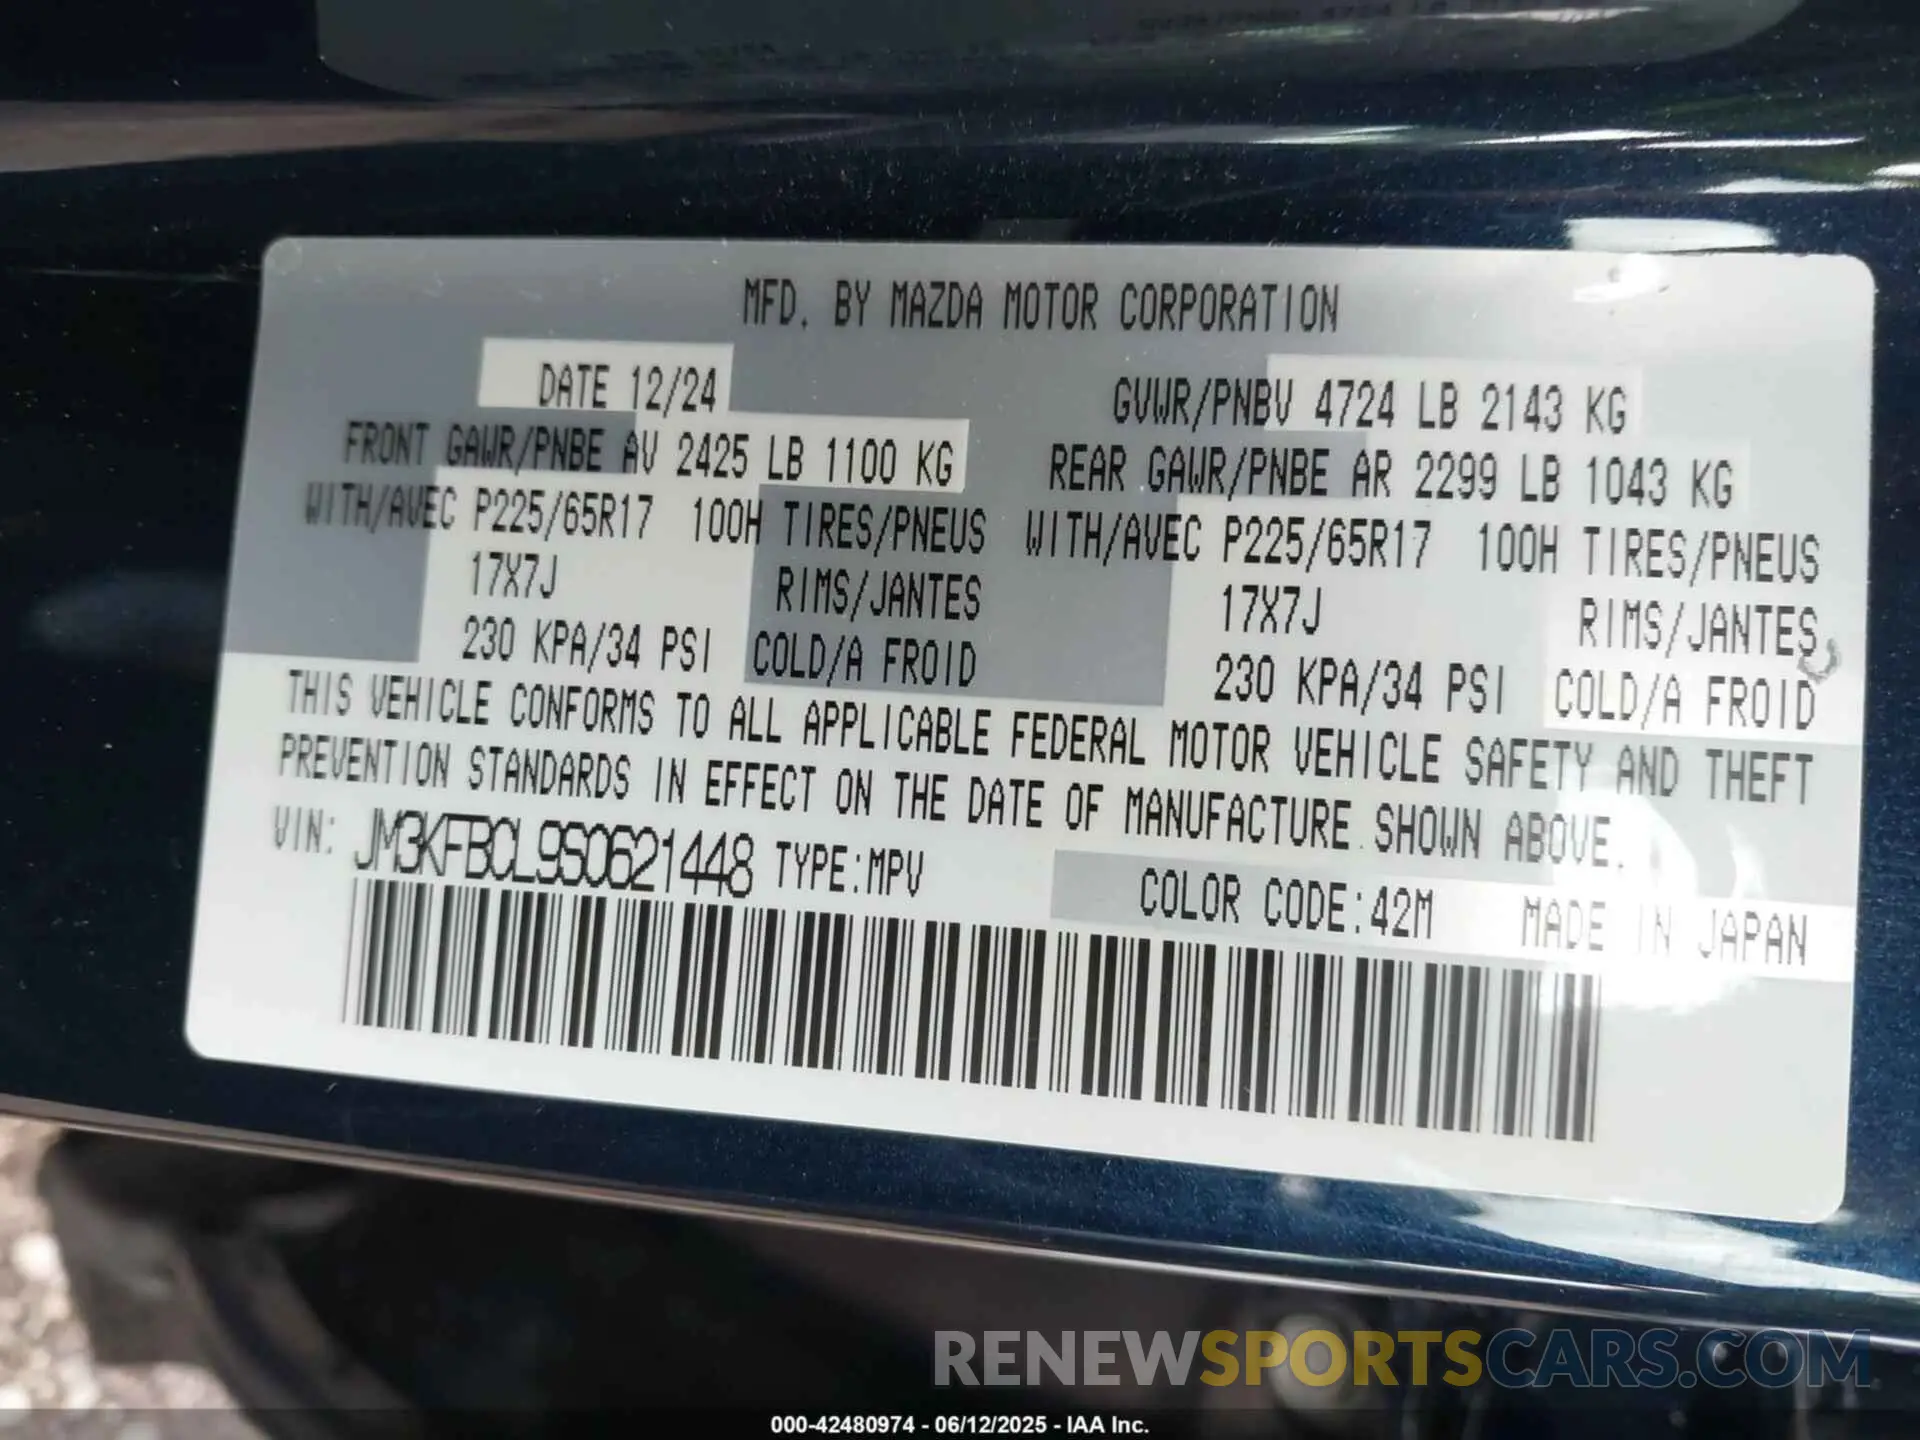 MFD. BY MAZDA MOTOR CORPORATION
DATE 12/24 GVWR/PNBV 4724 LB 2143 KG
FRONT GAWR/PNBE AV 2425 LB 1100 KG REAR GAWR/PNBE AR 2299 LB 1043 KG
WITH/AVEC P225/65R17 100H TIRES/PNEUS WITH/AVEC P225/65R17 100H TIRES/PNEUS
17X7J RIMS/JANTES 17X7J RIMS/JANTES
230 KPA/34 PSI COLD/A FROID 230 KPA/34 PSI COLD/A FROID
THIS VEHICLE CONFORMS TO ALL APPLICABLE FEDERAL MOTOR VEHICLE SAFETY AND THEFT
PREVENTION STANDARDS IN EFFECT ON THE DATE OF MANUFACTURE SHOWN ABOVE.
VIN: JM3KFBCL9S0621448 TYPE:MPV COLOR CODE:42M MADE IN JAPAN
RENEWSPORTSCARS.COM
000-42480974 - 06/12/2025 - IAA Inc.